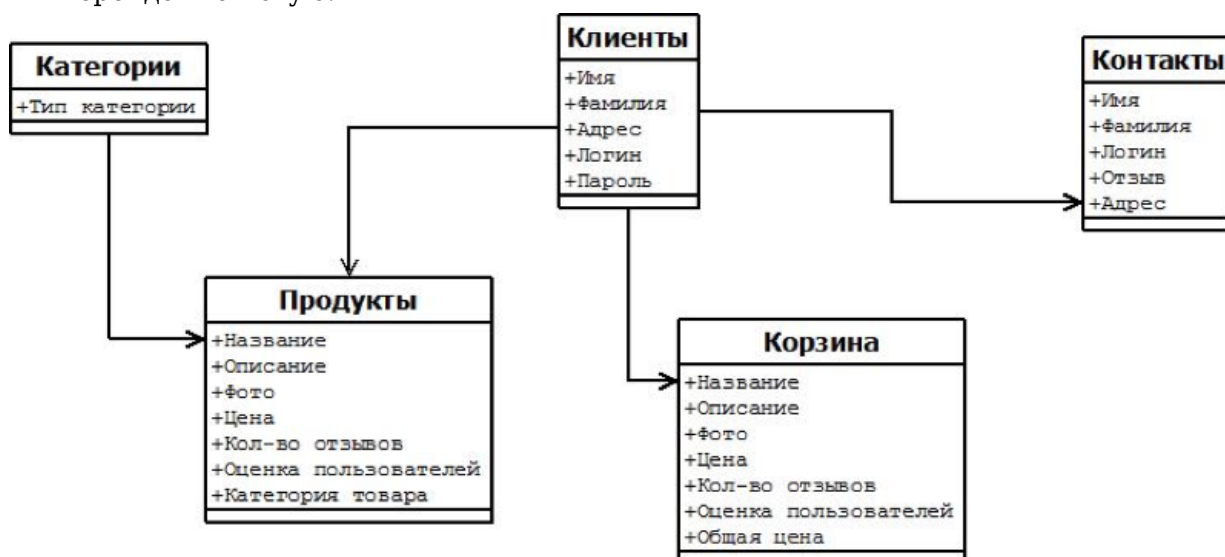 Категории
+Тип категории
Клиенты
+Имя
+Фамилия
+Адрес
+Логин
+Пароль
Контакты
+Имя
+Фамилия
+Логин
+Отзыв
+Адрес
Продукты
+Название
+Описание
+Фото
+Цена
+Кол-во отзывов
+Оценка пользователей
+Категория товара
Корзина
+Название
+Описание
+Фото
+Цена
+Кол-во отзывов
+Оценка пользователей
+Общая цена